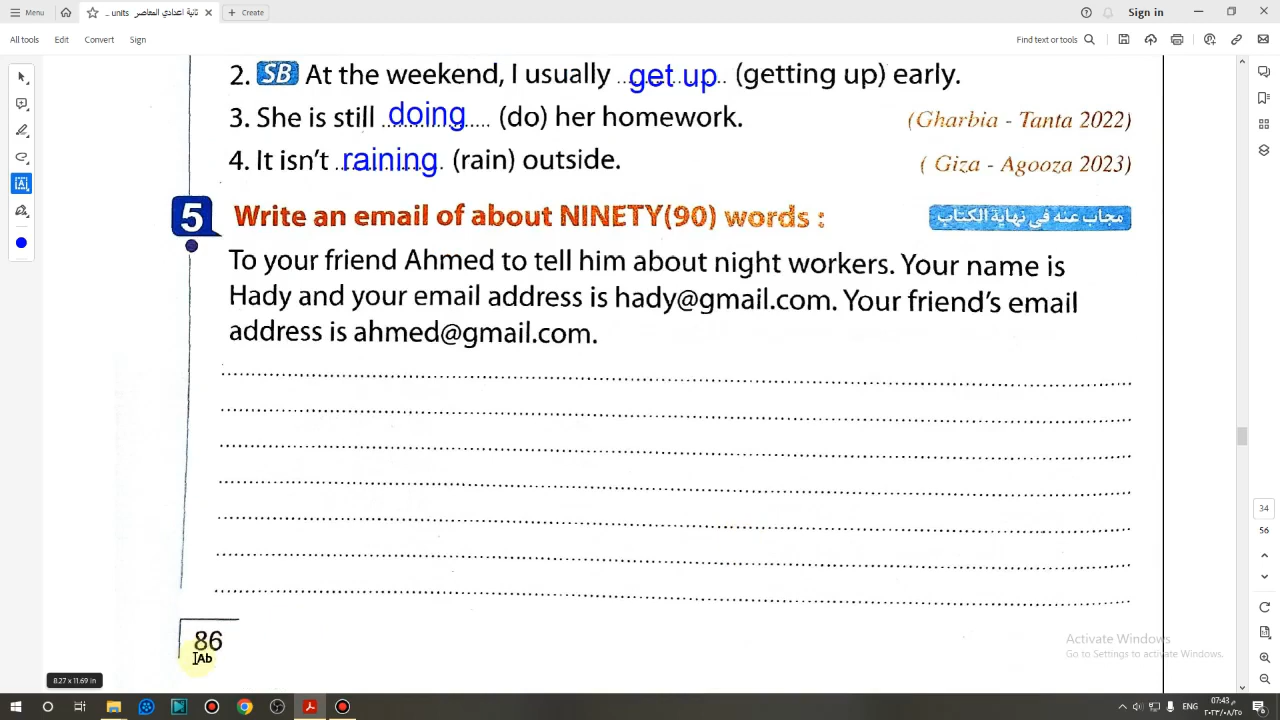 Menu
ثانية اعدادي المعاصر units ..
Create
Sign in
All tools
Edit
Convert
Sign
Find text or tools
2. SB At the weekend, I usually get up (getting up) early.
3. She is still doing (do) her homework. (Gharbia - Tanta 2022)
4. It isn't raining. (rain) outside. ( Giza - Agooza 2023)
5 Write an email of about NINETY(90) words :
مجاب عنه في نهاية الكتاب
To your friend Ahmed to tell him about night workers. Your name is
Hady and your email address is hady@gmail.com. Your friend's email
address is ahmed@gmail.com.
34
56
86
Ab
Activate Windows
Go to Settings to activate Windows.
8.27 x 11.69 in
ENG
07:43 م
٢٠٢٣/٠٨/٢٥